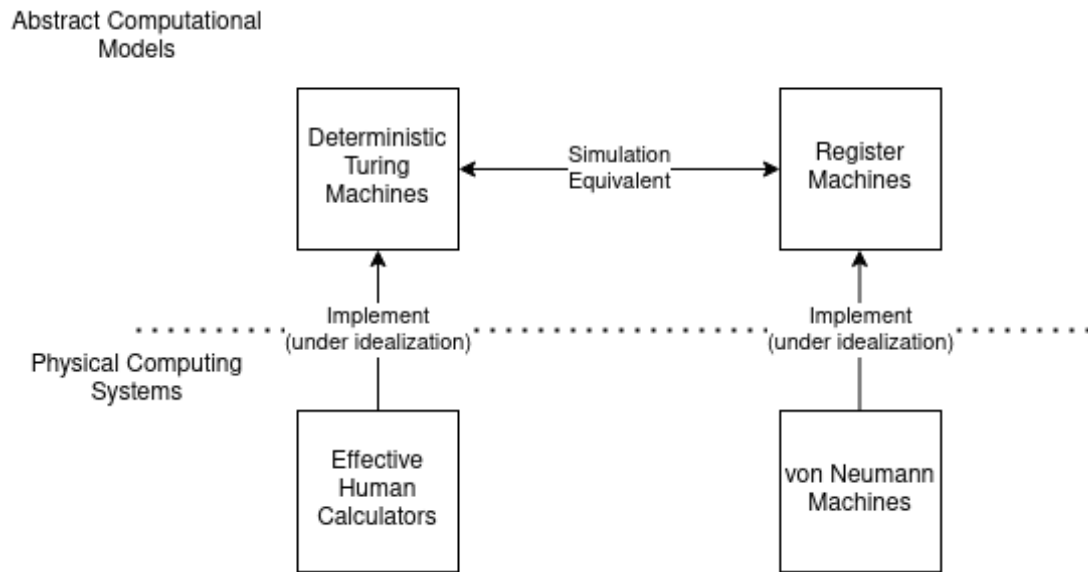 Abstract Computational
Models
Deterministic
Turing
Machines
Simulation
Equivalent
Register
Machines
Implement
(under idealization)
Implement
(under idealization)
Physical Computing
Systems
Effective
Human
Calculators
von Neumann
Machines